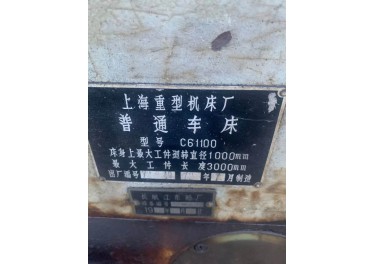 上海重型机床厂
普通车床
型号 C61100
床身上最大工件回转直径1000mm
最大工件长度3000mm
出厂编号 年 月制造